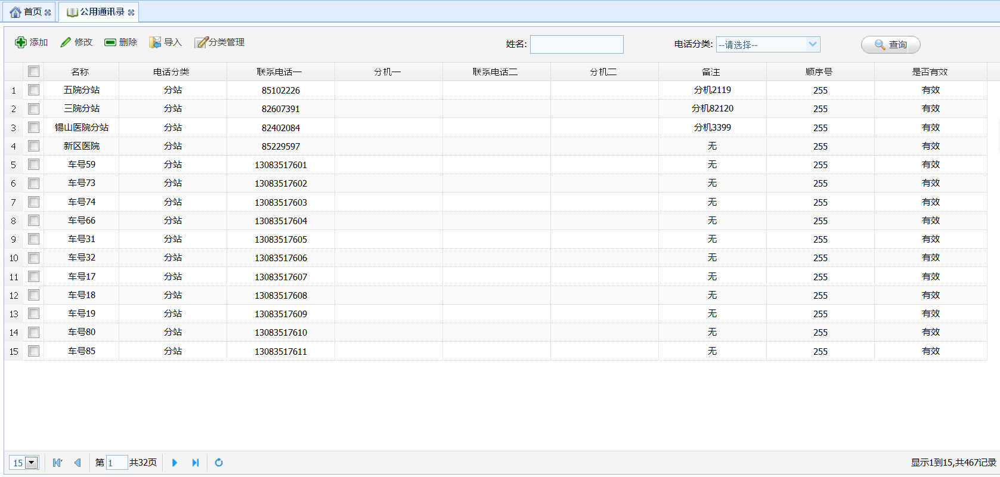 首页 公用通讯录
添加 修改 删除 导入 分类管理 姓名: 电话分类: --请选择-- 查询
名称 电话分类 联系电话一 分机一 联系电话二 分机二 备注 顺序号 是否有效
1 五院分站 分站 85102226 分机2119 255 有效
2 三院分站 分站 82607391 分机82120 255 有效
3 锡山医院分站 分站 82402084 分机3399 255 有效
4 新区医院 分站 85229597 无 255 有效
5 车号59 分站 13083517601 无 255 有效
6 车号73 分站 13083517602 无 255 有效
7 车号74 分站 13083517603 无 255 有效
8 车号66 分站 13083517604 无 255 有效
9 车号31 分站 13083517605 无 255 有效
10 车号32 分站 13083517606 无 255 有效
11 车号17 分站 13083517607 无 255 有效
12 车号18 分站 13083517608 无 255 有效
13 车号19 分站 13083517609 无 255 有效
14 车号80 分站 13083517610 无 255 有效
15 车号85 分站 13083517611 无 255 有效
15 第 1 共32页 显示1到15,共467记录